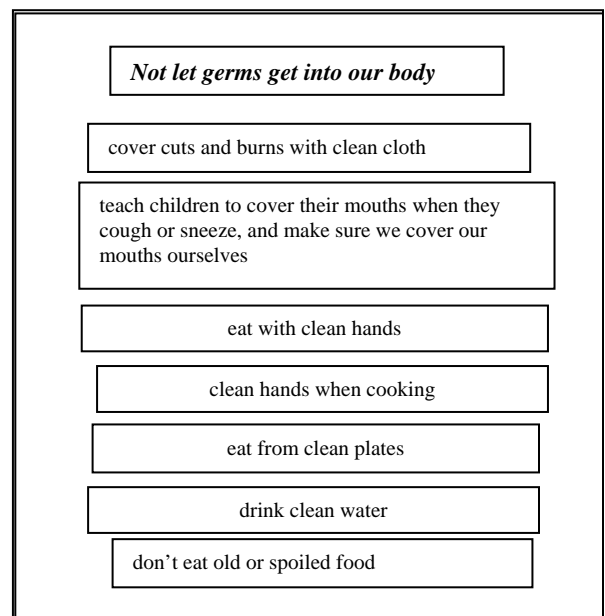 Not let germs get into our body
cover cuts and burns with clean cloth
teach children to cover their mouths when they
cough or sneeze, and make sure we cover our
mouths ourselves
eat with clean hands
clean hands when cooking
eat from clean plates
drink clean water
don’t eat old or spoiled food